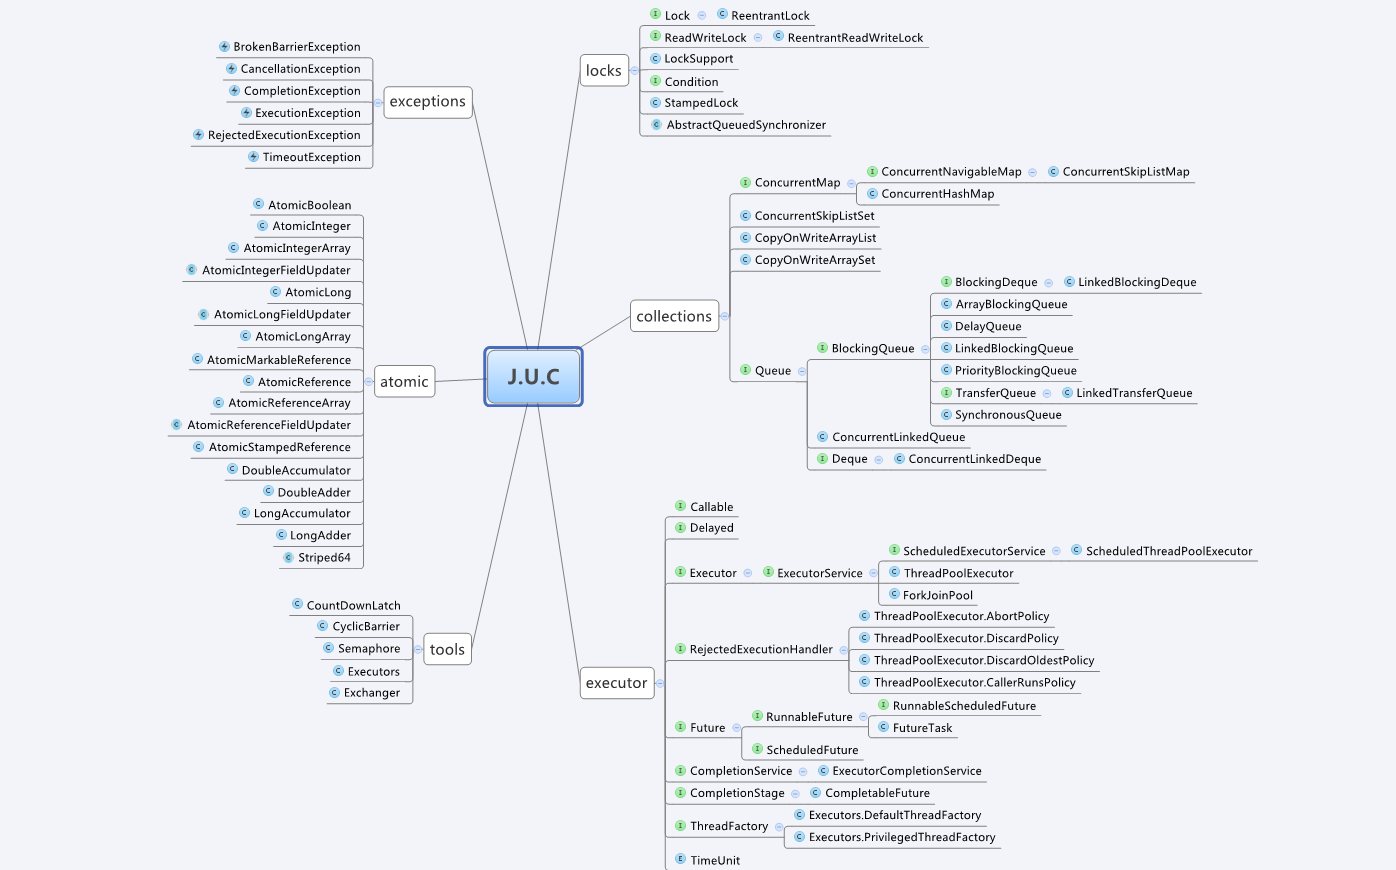 J.U.C
exceptions
BrokenBarrierException
CancellationException
CompletionException
ExecutionException
RejectedExecutionException
TimeoutException
atomic
AtomicBoolean
AtomicInteger
AtomicIntegerArray
AtomicIntegerFieldUpdater
AtomicLong
AtomicLongFieldUpdater
AtomicLongArray
AtomicMarkableReference
AtomicReference
AtomicReferenceArray
AtomicReferenceFieldUpdater
AtomicStampedReference
DoubleAccumulator
DoubleAdder
LongAccumulator
LongAdder
Striped64
tools
CountDownLatch
CyclicBarrier
Semaphore
Executors
Exchanger
locks
Lock ReentrantLock
ReadWriteLock ReentrantReadWriteLock
LockSupport
Condition
StampedLock
AbstractQueuedSynchronizer
collections
ConcurrentMap
ConcurrentNavigableMap ConcurrentSkipListMap
ConcurrentHashMap
ConcurrentSkipListSet
CopyOnWriteArrayList
CopyOnWriteArraySet
Queue
BlockingQueue
BlockingDeque LinkedBlockingDeque
ArrayBlockingQueue
DelayQueue
LinkedBlockingQueue
PriorityBlockingQueue
TransferQueue LinkedTransferQueue
SynchronousQueue
ConcurrentLinkedQueue
Deque ConcurrentLinkedDeque
executor
Callable
Delayed
Executor ExecutorService
ScheduledExecutorService ScheduledThreadPoolExecutor
ThreadPoolExecutor
ForkJoinPool
RejectedExecutionHandler
ThreadPoolExecutor.AbortPolicy
ThreadPoolExecutor.DiscardPolicy
ThreadPoolExecutor.DiscardOldestPolicy
ThreadPoolExecutor.CallerRunsPolicy
Future
RunnableFuture
RunnableScheduledFuture
FutureTask
ScheduledFuture
CompletionService ExecutorCompletionService
CompletionStage CompletableFuture
ThreadFactory
Executors.DefaultThreadFactory
Executors.PrivilegedThreadFactory
TimeUnit